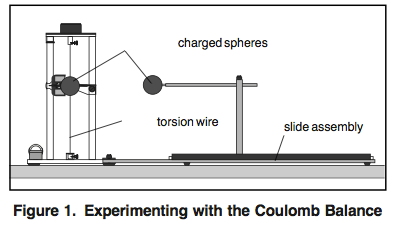 charged spheres
torsion wire
slide assembly
Figure 1. Experimenting with the Coulomb Balance